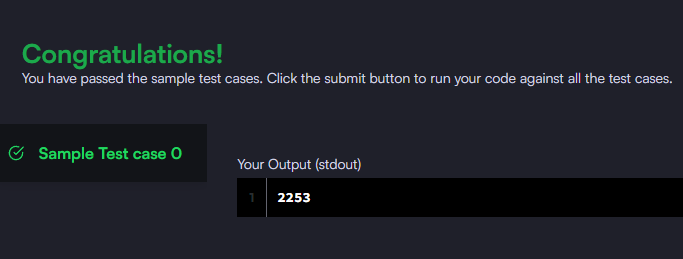 Congratulations!
You have passed the sample test cases. Click the submit button to run your code against all the test cases.
Sample Test case 0
Your Output (stdout)
1 2253